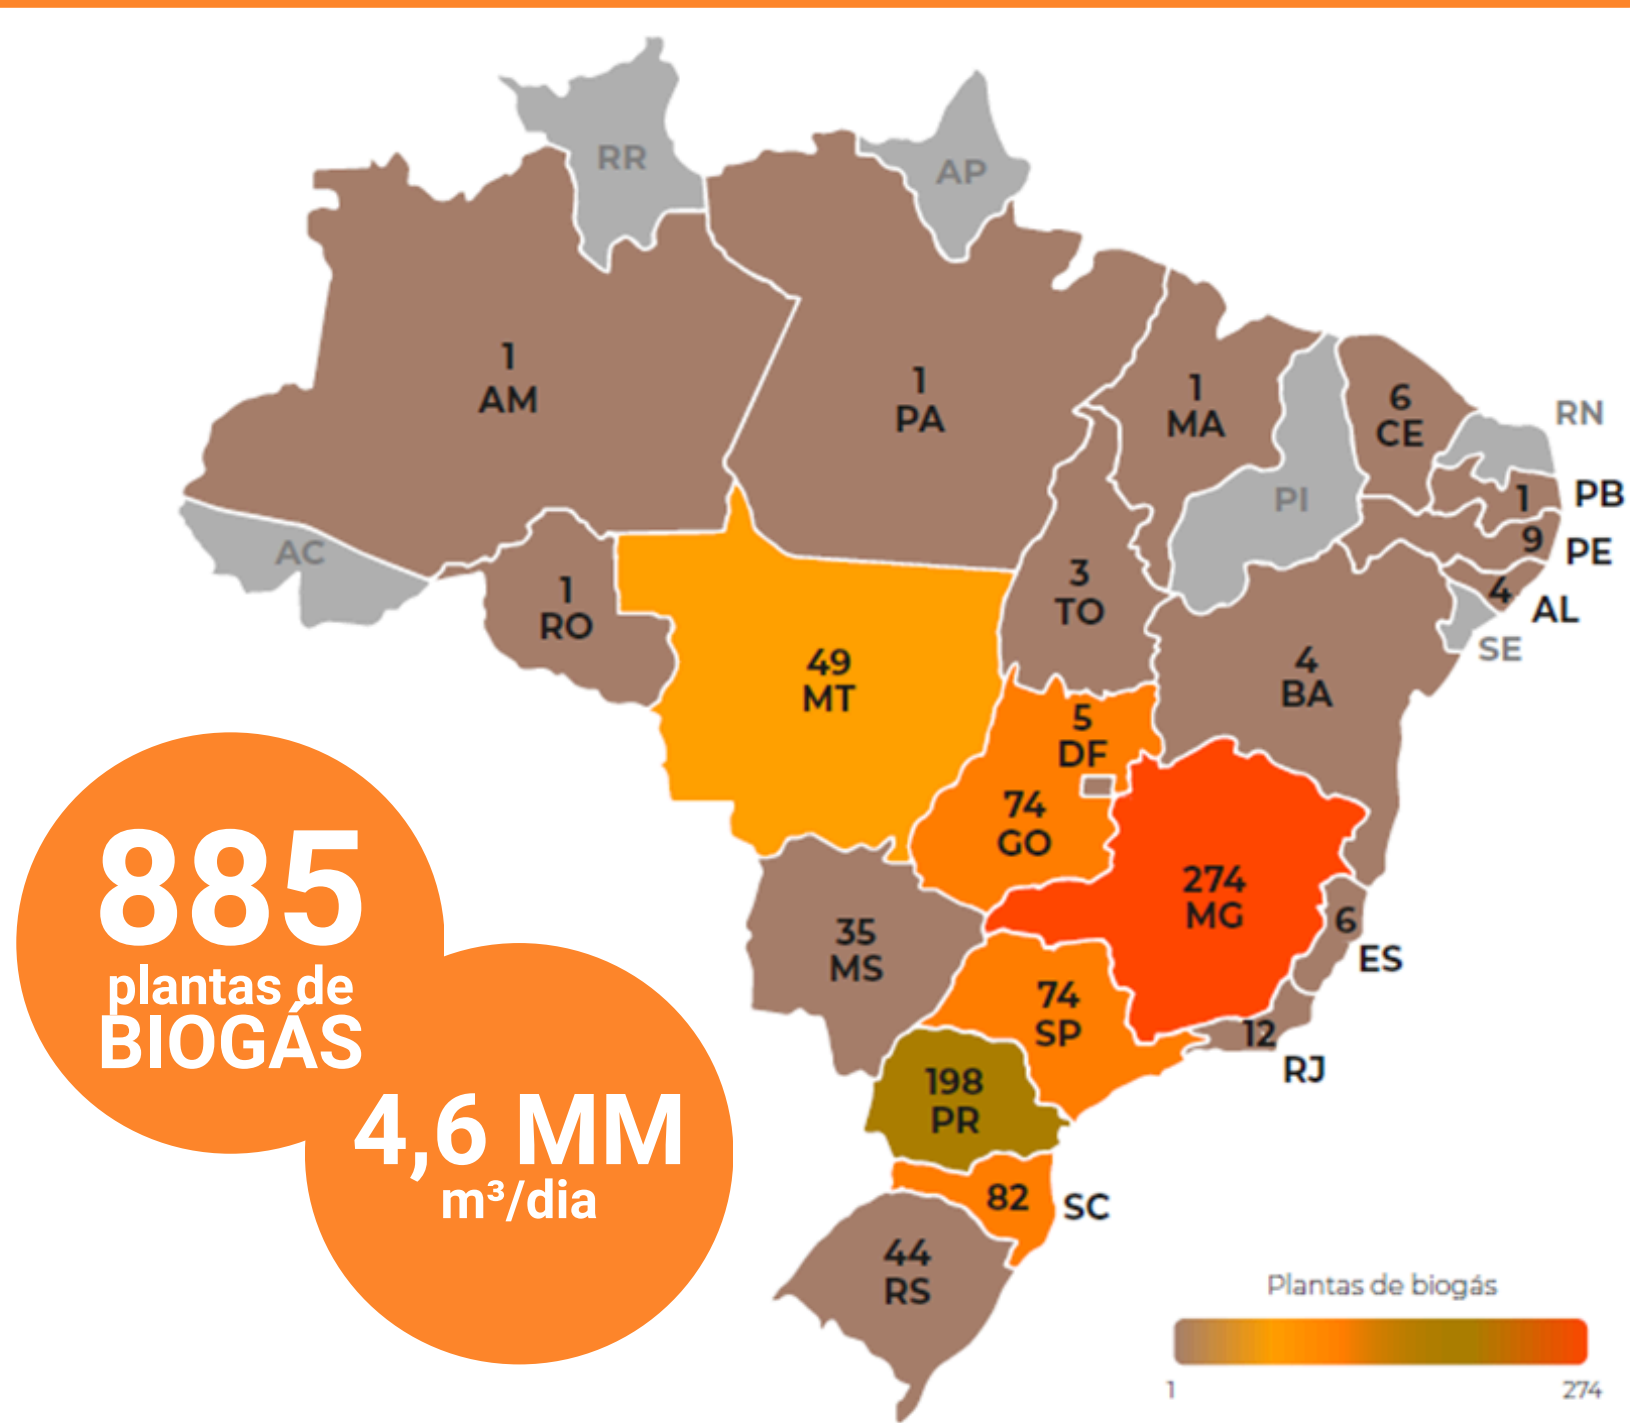 RR
AP
1
AM
1
PA
1
MA
6
CE
RN
1
PB
9
PE
4
AL
SE
PI
AC
1
RO
3
TO
49
MT
4
BA
5
DF
74
GO
274
MG
6
ES
35
MS
74
SP
12
RJ
198
PR
82
SC
44
RS
885
plantas de
BIOGÁS
4,6 MM
m³/dia
Plantas de biogás
1
274